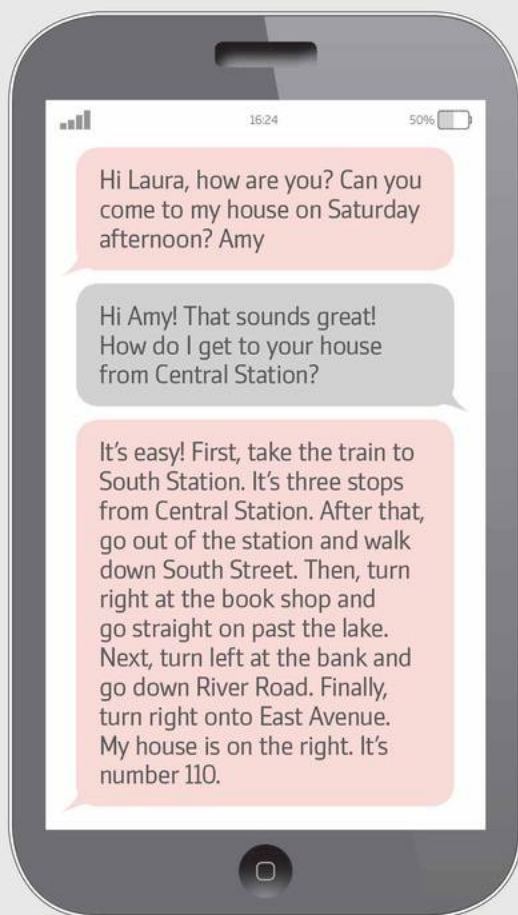 16:24
50%
Hi Laura, how are you? Can you
come to my house on Saturday
afternoon? Amy
Hi Amy! That sounds great!
How do I get to your house
from Central Station?
It's easy! First, take the train to
South Station. It's three stops
from Central Station. After that,
go out of the station and walk
down South Street. Then, turn
right at the book shop and
go straight on past the lake.
Next, turn left at the bank and
go down River Road. Finally,
turn right onto East Avenue.
My house is on the right. It's
number 110.